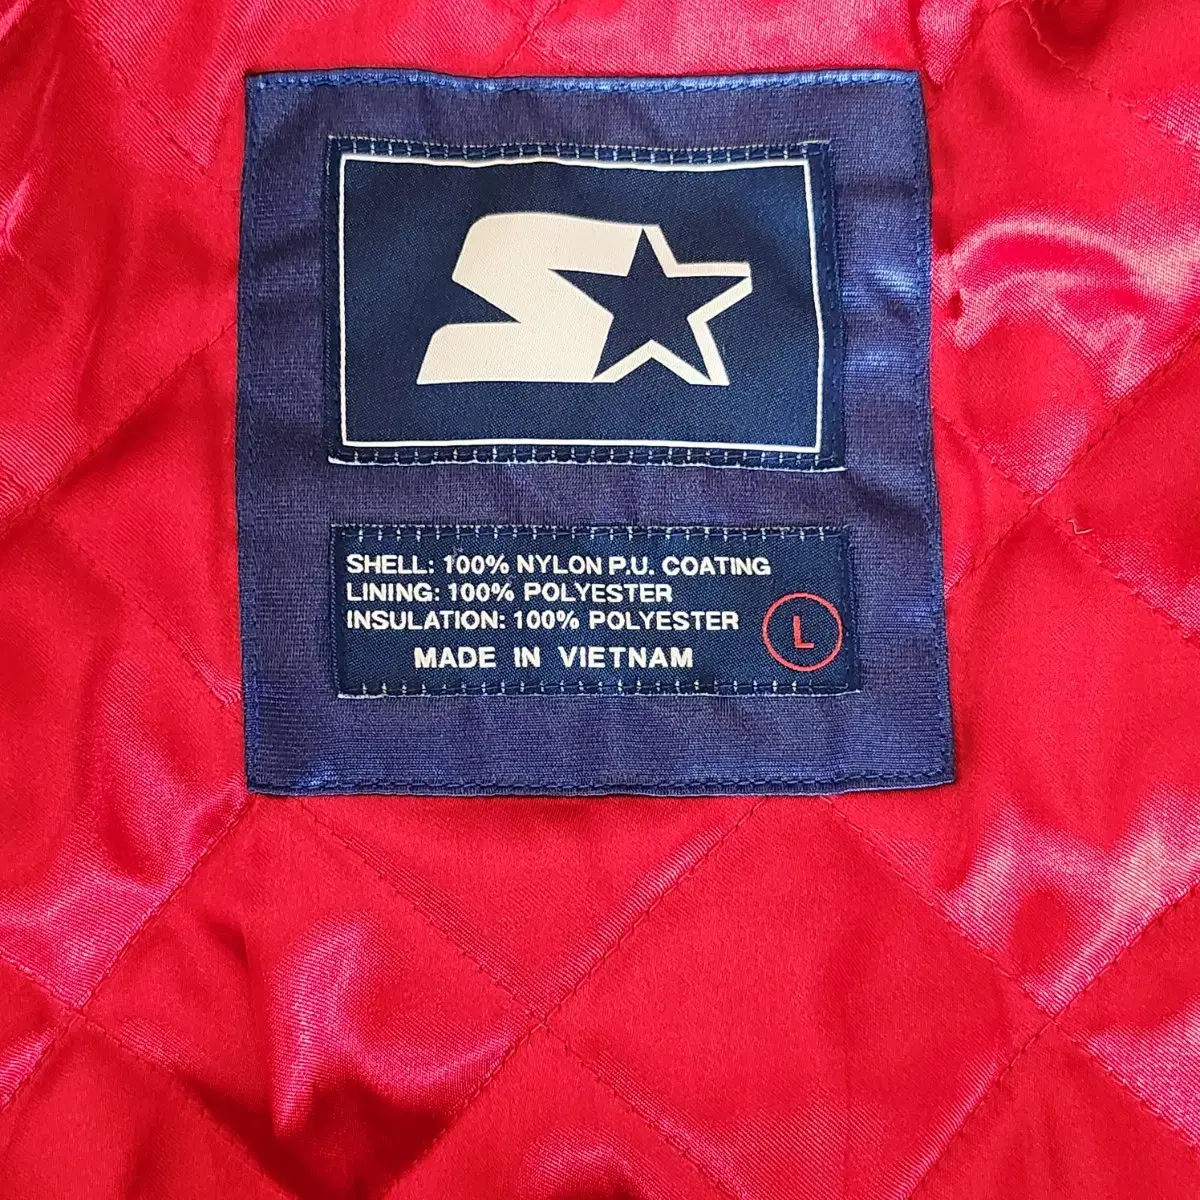 SHELL: 100% NYLON P.U. COATING
LINING: 100% POLYESTER
INSULATION: 100% POLYESTER
MADE IN VIETNAM
L